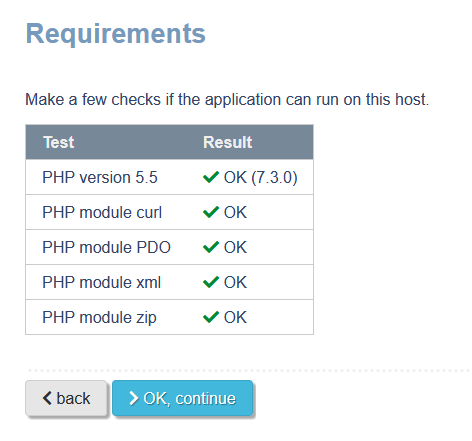 Requirements
Make a few checks if the application can run on this host.
Test Result
PHP version 5.5 OK (7.3.0)
PHP module curl OK
PHP module PDO OK
PHP module xml OK
PHP module zip OK
back OK, continue